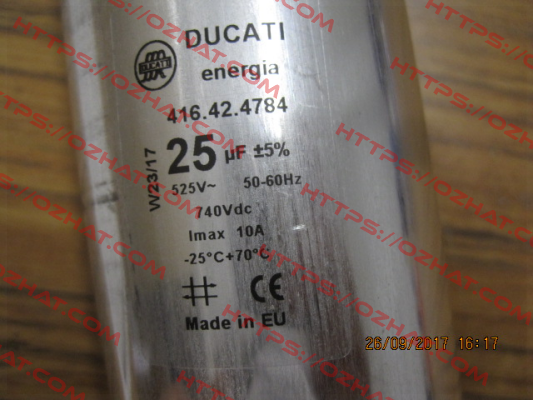 DUCATI
energia
DUCATI
416.42.4784
W23/17
25 µF ±5%
525V~ 50-60Hz
740Vdc
Imax 10A
-25°C+70°C
CE
Made in EU
26/09/2017 16:17
HTTPS://OZHAT.COM